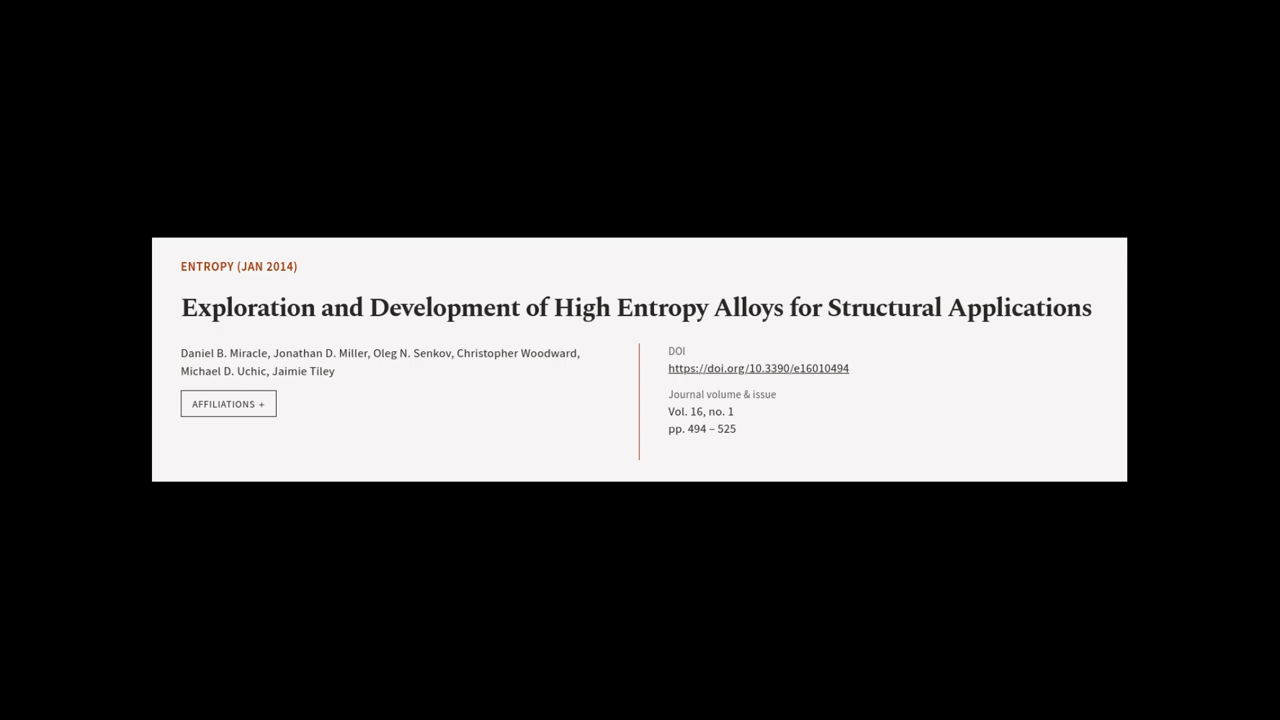 ENTROPY (JAN 2014)
Exploration and Development of High Entropy Alloys for Structural Applications
Daniel B. Miracle, Jonathan D. Miller, Oleg N. Senkov, Christopher Woodward,
Michael D. Uchic, Jaimie Tiley
AFFILIATIONS +
DOI
https://doi.org/10.3390/e16010494
Journal volume & issue
Vol. 16, no. 1
pp. 494 – 525